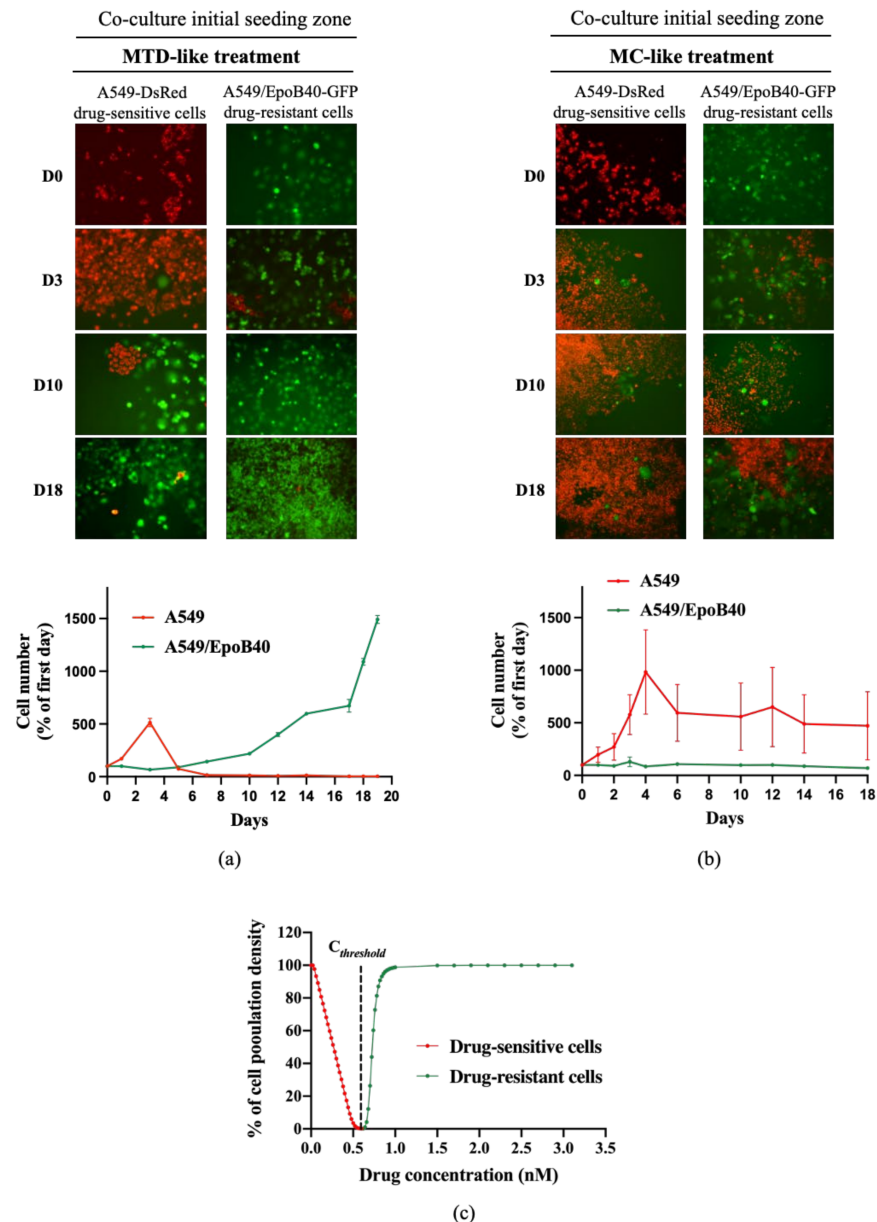 Co-culture initial seeding zone
MTD-like treatment
A549-DsRed
drug-sensitive cells
A549/EpoB40-GFP
drug-resistant cells
D0
D3
D10
D18
Co-culture initial seeding zone
MC-like treatment
A549-DsRed
drug-sensitive cells
A549/EpoB40-GFP
drug-resistant cells
D0
D3
D10
D18
Cell number
(% of first day)
1500
1000
500
0
A549
A549/EpoB40
0 2 4 6 8 10 12 14 16 18 20
Days
(a)
Cell number
(% of first day)
1500
1000
500
0
A549
A549/EpoB40
0 2 4 6 8 10 12 14 16 18
Days
(b)
% of cell pooulation density
120
100
80
60
40
20
0
Cthreshold
Drug-sensitive cells
Drug-resistant cells
0.0 0.5 1.0 1.5 2.0 2.5 3.0 3.5
Drug concentration (nM)
(c)